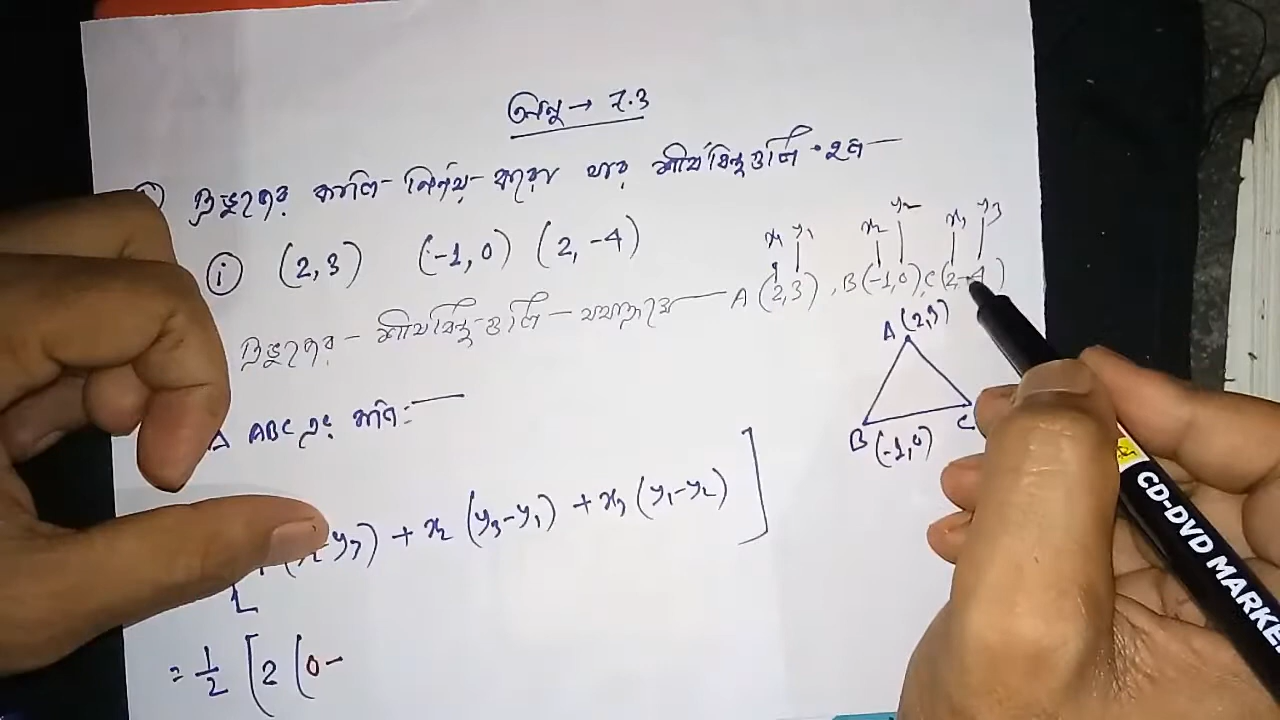 অনু → 7.3
ত্রিভুজের কালি নির্ণয় করো যার শীর্ষবিন্দুগুলি হল—
(i) (2,3) (-1,0) (2,-4)
x₁ y₁ x₂ y₂ x₃ y₃
ত্রিভুজের শীর্ষবিন্দু গুলি যথাক্রমে — A (2,3), B(-1,0), C(2,-4)
A (2,3)
B (-1,0) C
Δ ABC এর কালি:—
y₃) + x₂ (y₃-y₁) + x₃ (y₁-y₂) ]
= 1/2 [2 (0-
CD-DVD MARKE